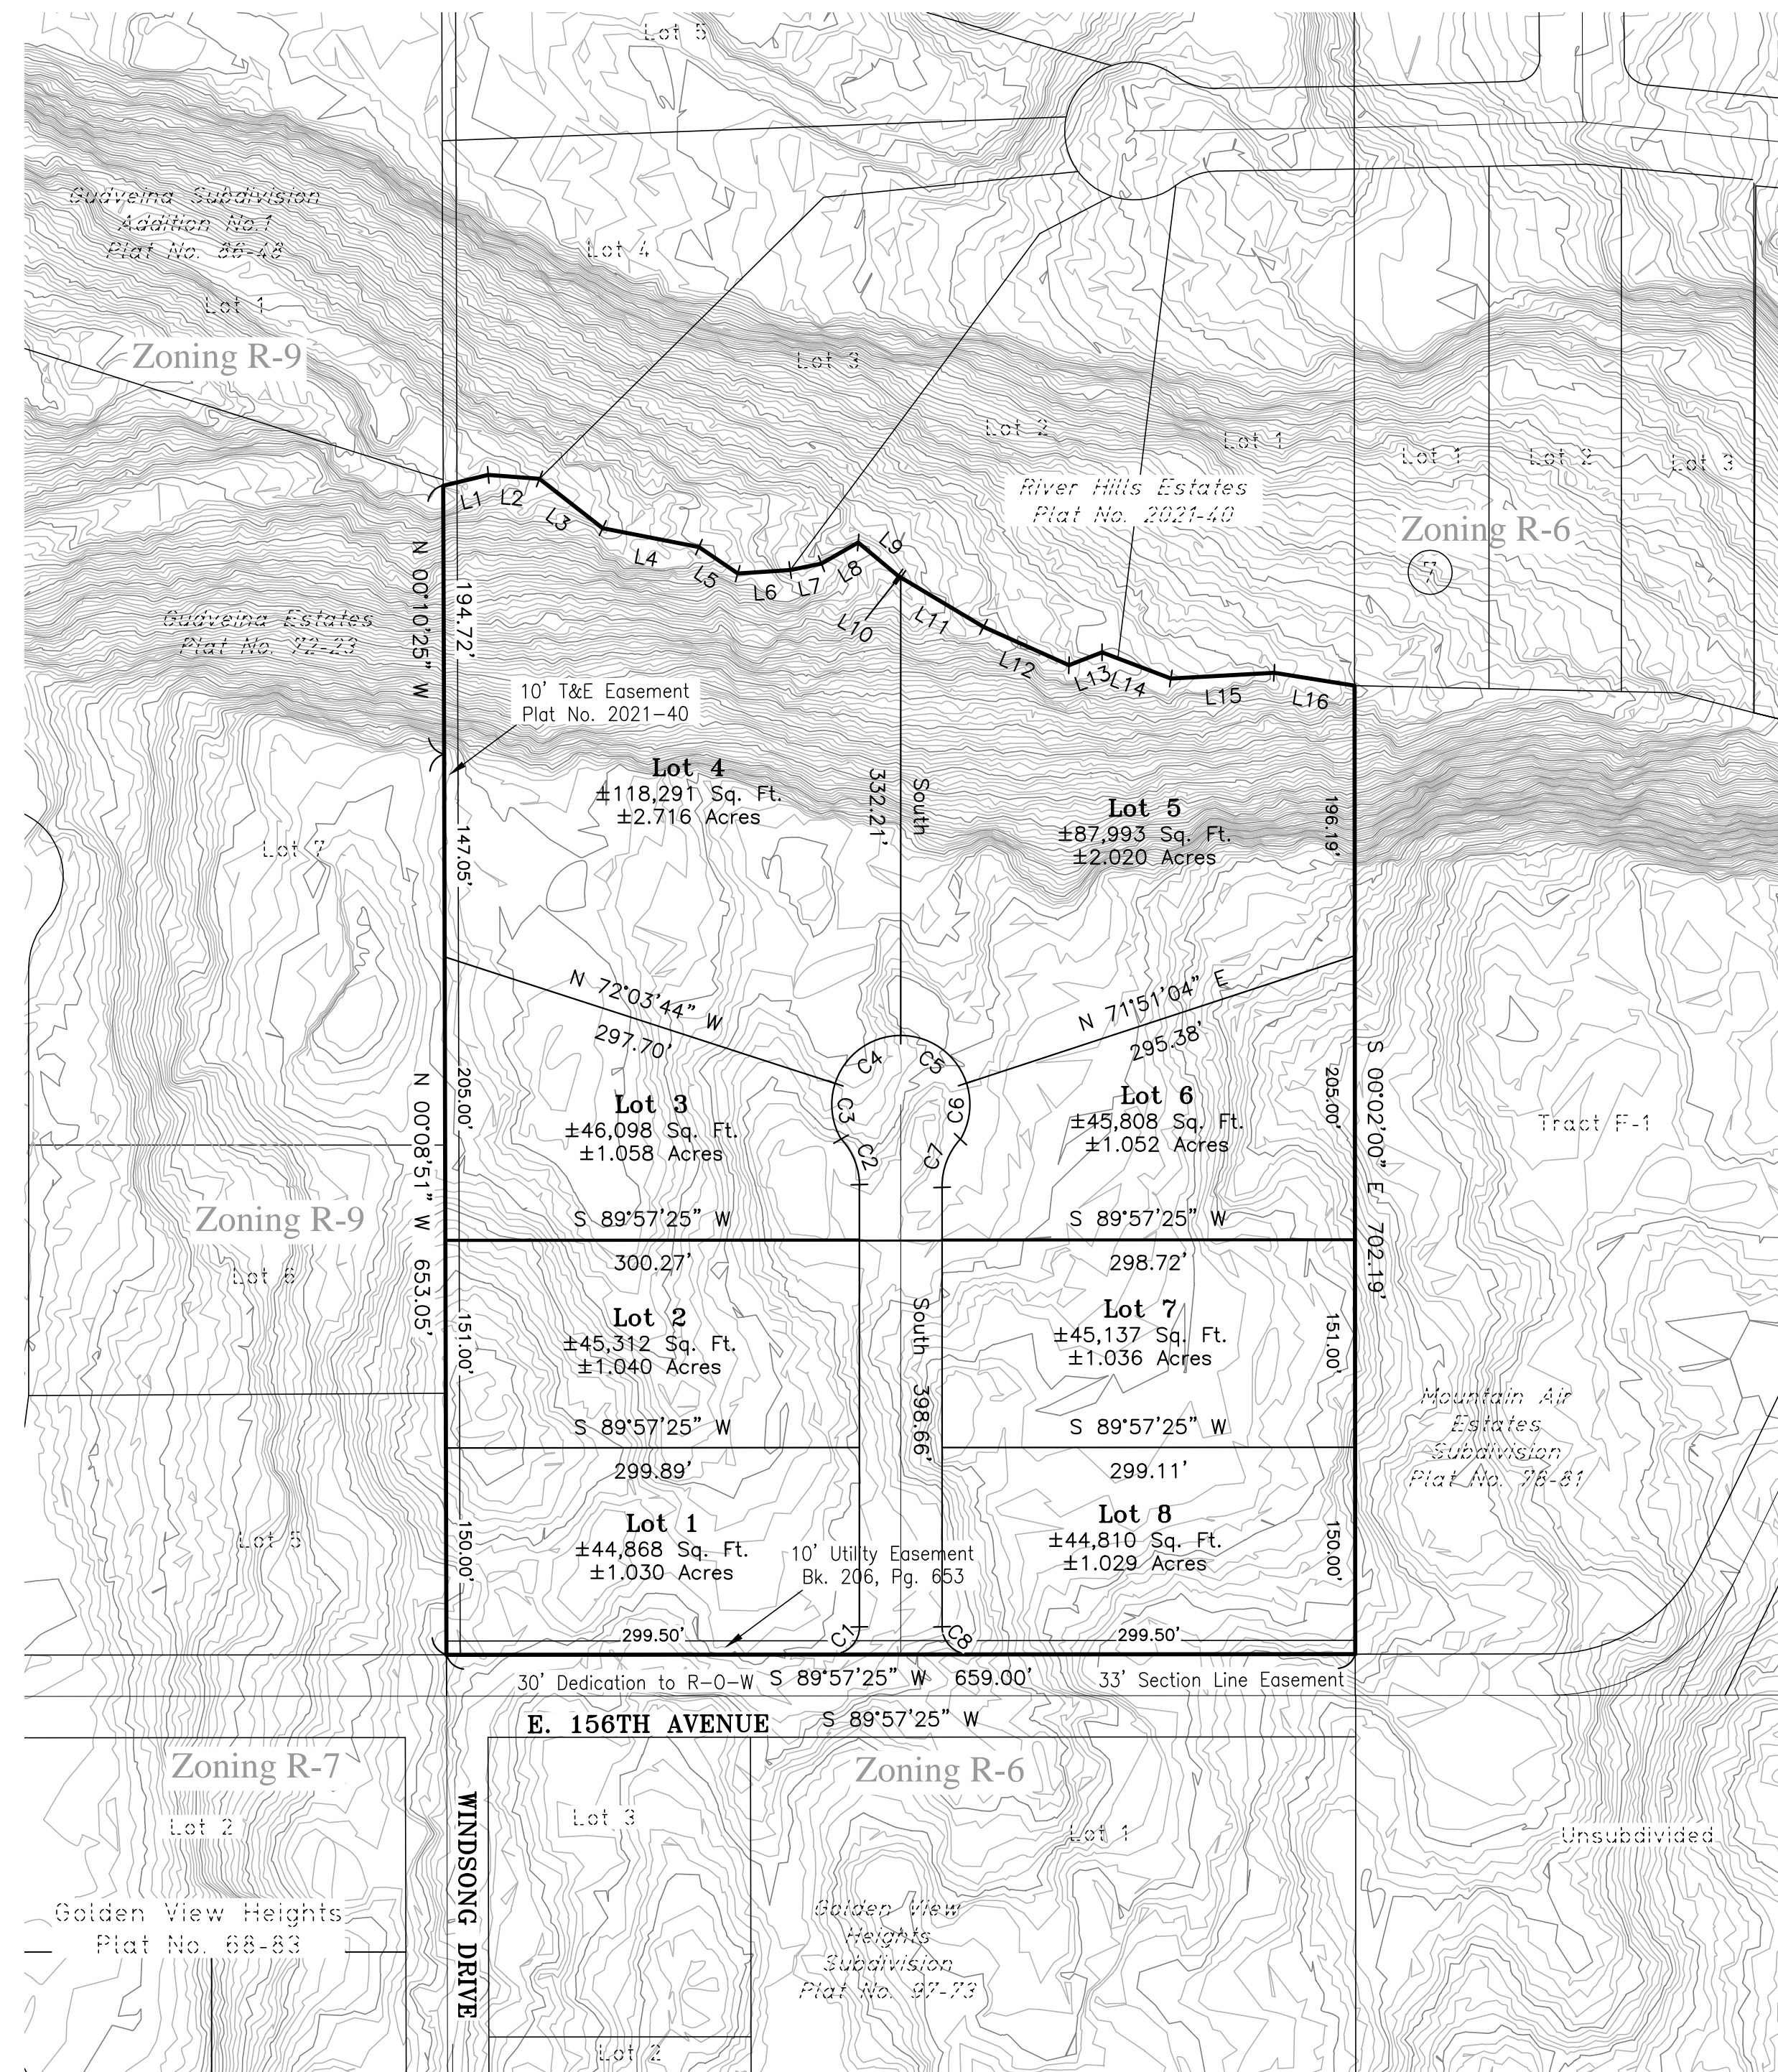 Lot 5
Gudveina Subdivision
Addition No.1
Plat No. 86-48
Lot 1
Lot 4
Zoning R-9
Lot 3
Lot 2
Lot 1
Lot 1
Lot 2
Lot 3
River Hills Estates
Plat No. 2021-40
Zoning R-6
7
L1
L2
L3
L4
L5
L6
L7
L8
L9
L10
L11
L12
L13
L14
L15
L16
N 00°10'25" W
194.72'
Gudveina Estates
Plat No. 72-23
10' T&E Easement
Plat No. 2021-40
Lot 4
±118,291 Sq. Ft.
±2.716 Acres
South
332.21'
Lot 5
±87,993 Sq. Ft.
±2.020 Acres
196.19'
147.05'
Lot 7
N 72°03'44" W
297.70'
N 71°51'04" E
295.38'
C4
C5
C3
C6
C2
C7
Lot 3
±46,098 Sq. Ft.
±1.058 Acres
205.00'
Lot 6
±45,808 Sq. Ft.
±1.052 Acres
205.00'
Tract F-1
N 00°08'51" W 653.05'
S 00°02'00" E 702.19'
Zoning R-9
Lot 6
S 89°57'25" W
300.27'
S 89°57'25" W
298.72'
Lot 2
±45,312 Sq. Ft.
±1.040 Acres
151.00'
South 398.66'
Lot 7
±45,137 Sq. Ft.
±1.036 Acres
151.00'
S 89°57'25" W
299.89'
S 89°57'25" W
299.11'
Mountain Air
Estates
Subdivision
Plat No. 78-81
Lot 5
Lot 1
±44,868 Sq. Ft.
±1.030 Acres
150.00'
10' Utility Easement
Bk. 206, Pg. 653
Lot 8
±44,810 Sq. Ft.
±1.029 Acres
150.00'
299.50'
C1
C8
299.50'
30' Dedication to R-O-W
S 89°57'25" W 659.00'
33' Section Line Easement
E. 156TH AVENUE
S 89°57'25" W
Zoning R-7
Zoning R-6
Lot 2
WINDSONG DRIVE
Lot 3
Lot 1
Unsubdivided
Golden View Heights
Plat No. 68-83
Golden View
Heights
Subdivision
Plat No. 97-73
Lot 2